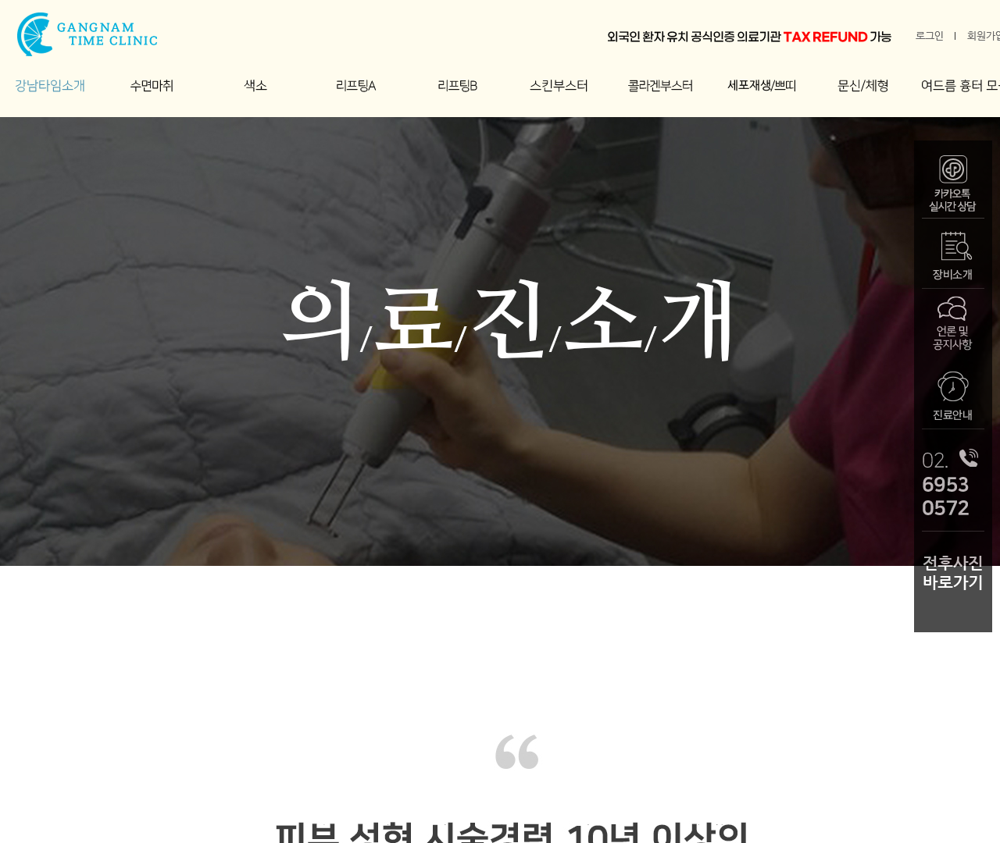 GANGNAM
TIME CLINIC
외국인 환자 유치 공식인증 의료기관 TAX REFUND 가능
로그인 | 회원가입
강남타임소개 수면마취 색소 리프팅A 리프팅B 스킨부스터 콜라겐부스터 세포재생/쁘띠 문신/체형 여드름 흉터 모
의/료/진/소/개
카카오톡
실시간 상담
장비소개
언론 및
공지사항
진료안내
02.
6953
0572
전후사진
바로가기
“
피부 성형 시술경력 10년 이상의